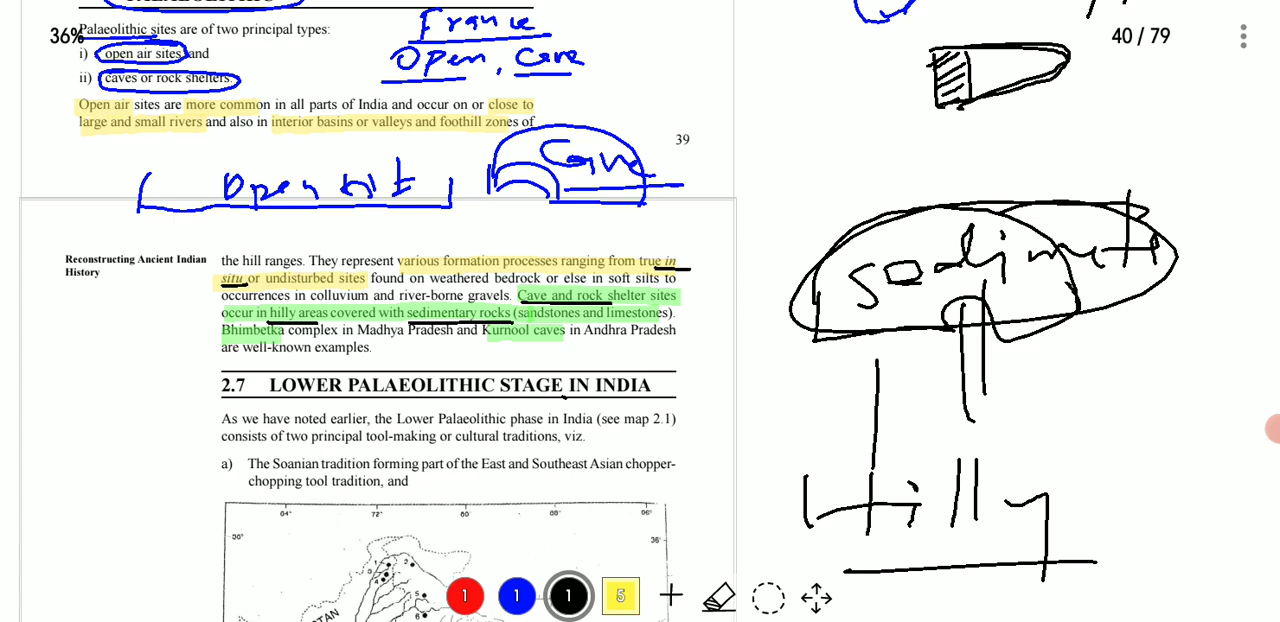 PALAEOLITHIC
36%
Palaeolithic sites are of two principal types:
i) open air sites and
ii) caves or rock shelters.
France
Open, Cave
40 / 79
Open air sites are more common in all parts of India and occur on or close to
large and small rivers and also in interior basins or valleys and foothill zones of
39
Open sit
Cave
Reconstructing Ancient Indian
History
the hill ranges. They represent various formation processes ranging from true in
situ or undisturbed sites found on weathered bedrock or else in soft silts to
occurrences in colluvium and river-borne gravels. Cave and rock shelter sites
occur in hilly areas covered with sedimentary rocks (sandstones and limestones).
Bhimbetka complex in Madhya Pradesh and Kurnool caves in Andhra Pradesh
are well-known examples.
2.7 LOWER PALAEOLITHIC STAGE IN INDIA
As we have noted earlier, the Lower Palaeolithic phase in India (see map 2.1)
consists of two principal tool-making or cultural traditions, viz.
a) The Soanian tradition forming part of the East and Southeast Asian chopper-
chopping tool tradition, and
64° 72° 80 88° 96°
36° 36°
Hilly
1 1 1 5